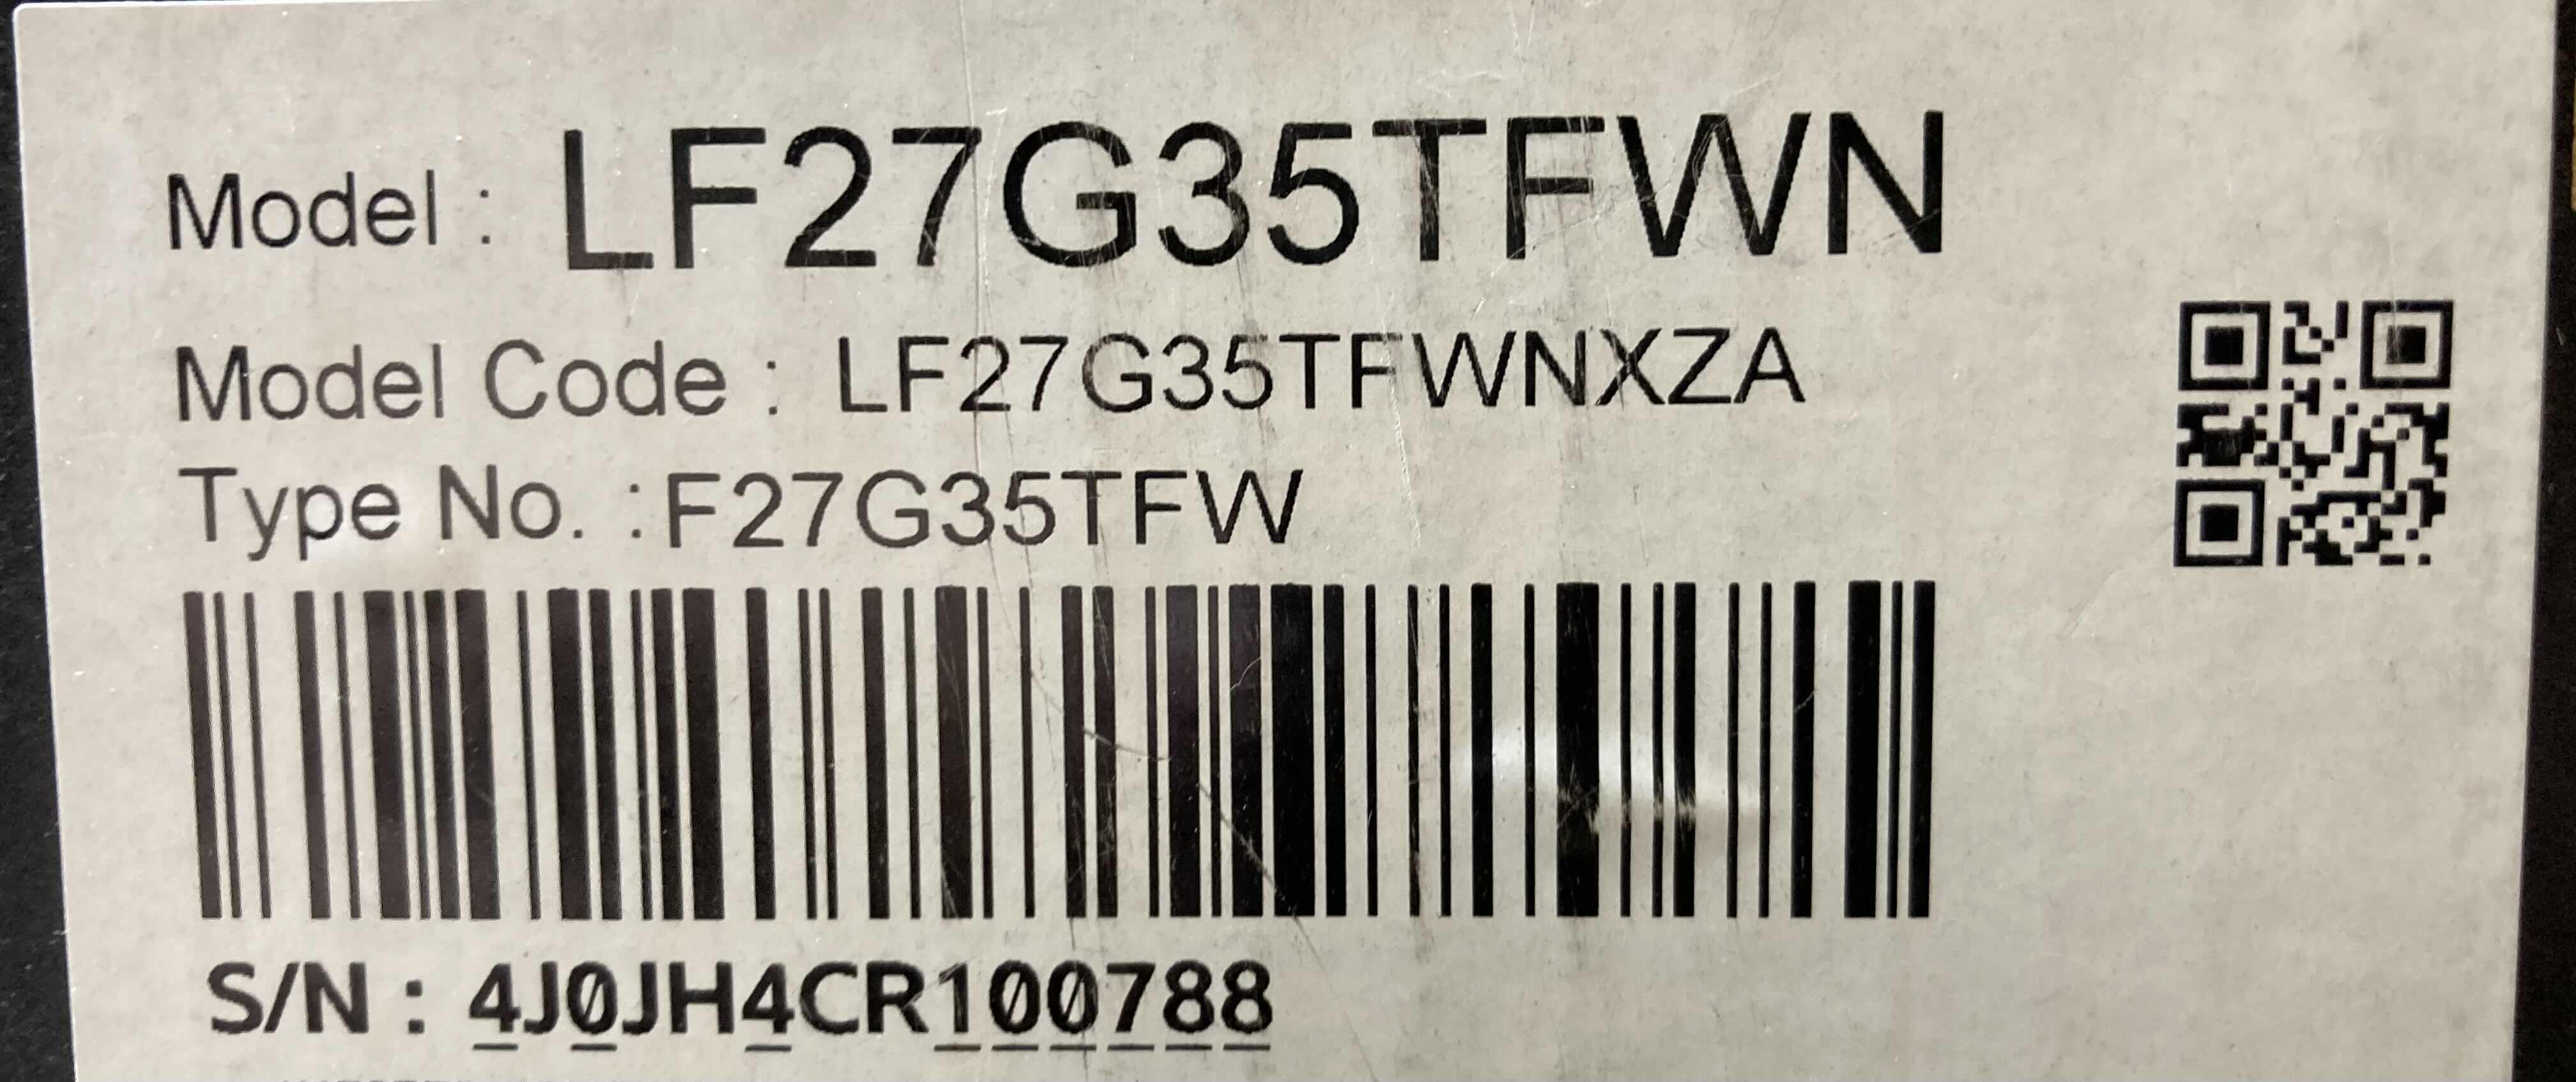 Model : LF27G35TFWN
Model Code : LF27G35TFWNXZA
Type No. :F27G35TFW
S/N : 4J0JH4CR100788